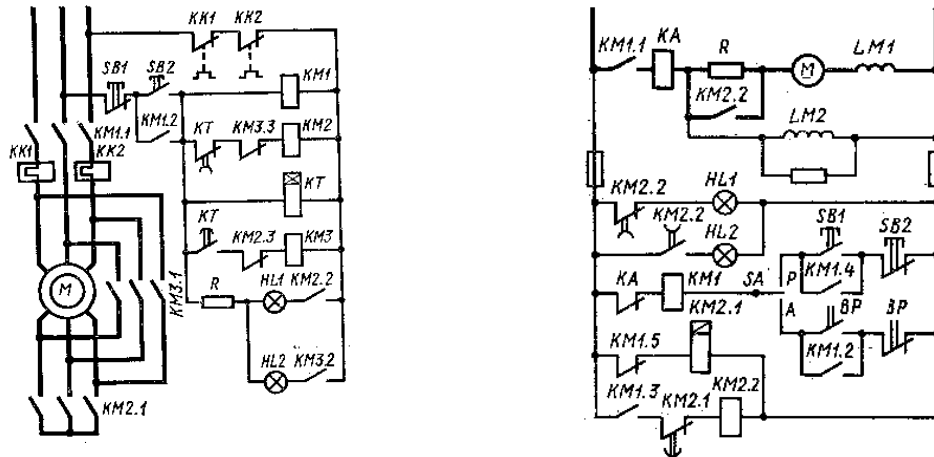 KK1 KK2
SB1 SB2
KM1
KM1.1
KM1.2
KT KM3.3 KM2
KK1 KK2
KT
KT
KM2.3 KM3
KM3.1
M
R HL1 KM2.2
HL2 KM3.2
KM2.1
KM1.1 KA R LM1
M
KM2.2
LM2
KM2.2 HL1
KM2.2
HL2
SB1 SB2
KA KM1 SA P KM1.4
KM2.1
A BP BP
KM1.5 KM1.2
KM1.3 KM2.1 KM2.2